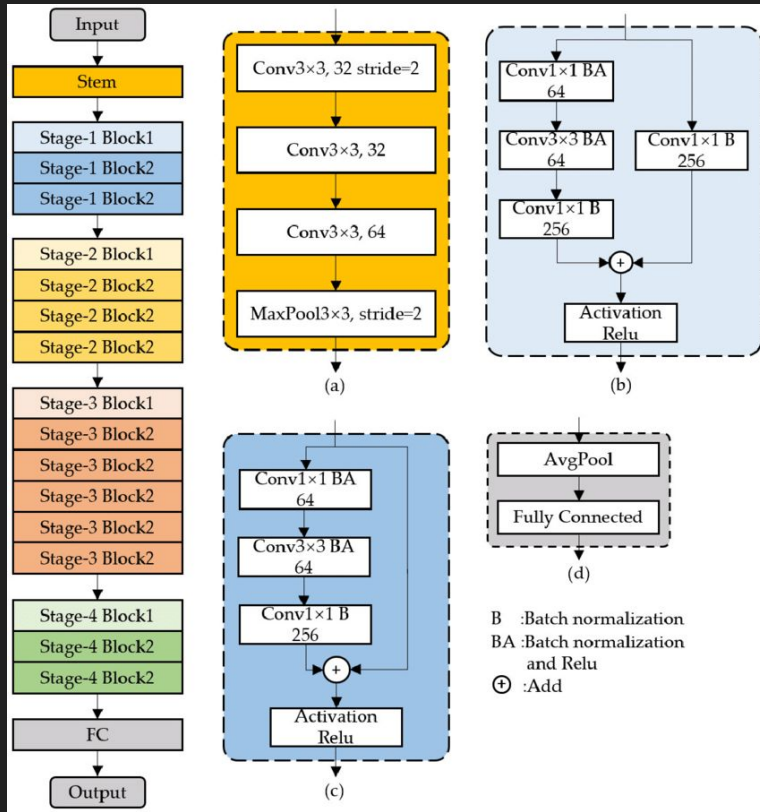 Input
Stem
Stage-1 Block1
Stage-1 Block2
Stage-1 Block2
Stage-2 Block1
Stage-2 Block2
Stage-2 Block2
Stage-2 Block2
Stage-3 Block1
Stage-3 Block2
Stage-3 Block2
Stage-3 Block2
Stage-3 Block2
Stage-3 Block2
Stage-4 Block1
Stage-4 Block2
Stage-4 Block2
FC
Output
Conv3×3, 32 stride=2
Conv3×3, 32
Conv3×3, 64
MaxPool3×3, stride=2
(a)
Conv1×1 BA
64
Conv3×3 BA
64
Conv1×1 B
256
Conv1×1 B
256
+
Activation
Relu
(b)
Conv1×1 BA
64
Conv3×3 BA
64
Conv1×1 B
256
+
Activation
Relu
(c)
AvgPool
Fully Connected
(d)
B :Batch normalization
BA :Batch normalization
and Relu
+ :Add